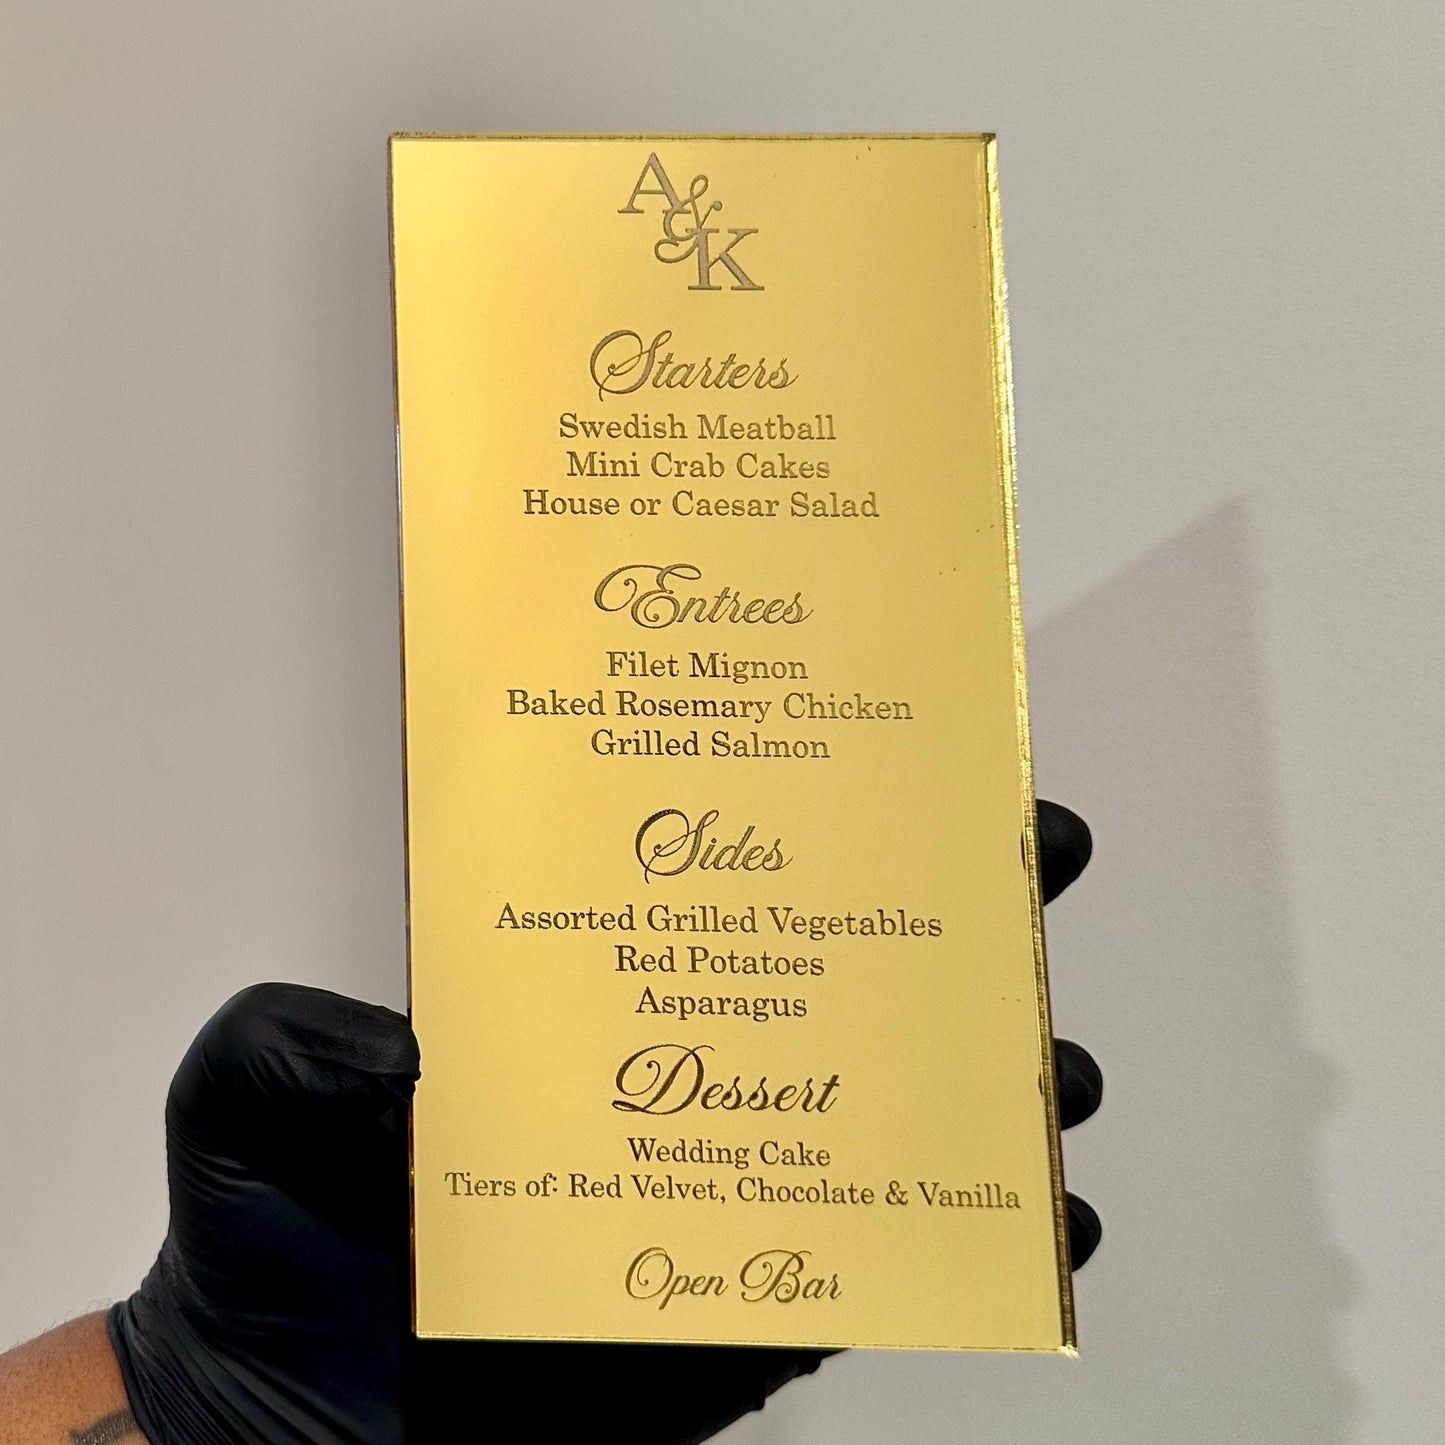 A&K
Starters
Swedish Meatball
Mini Crab Cakes
House or Caesar Salad
Entrees
Filet Mignon
Baked Rosemary Chicken
Grilled Salmon
Sides
Assorted Grilled Vegetables
Red Potatoes
Asparagus
Dessert
Wedding Cake
Tiers of: Red Velvet, Chocolate & Vanilla
Open Bar